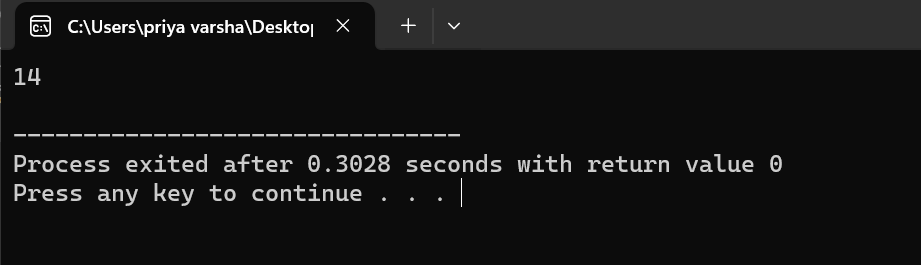 C:\Users\priya varsha\Desktop
14
--------------------------------
Process exited after 0.3028 seconds with return value 0
Press any key to continue . . .